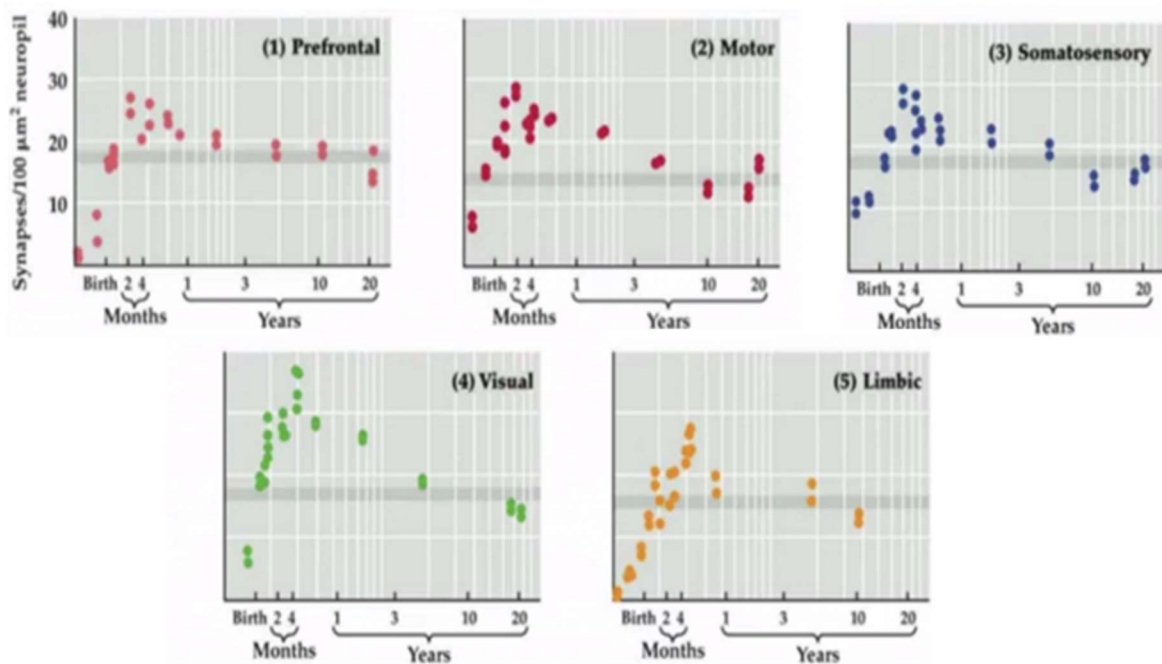 Synapses/100 μm² neuropil
40
30
20
10
(1) Prefrontal
Birth 2 4 1 3 10 20
Months Years
(2) Motor
Birth 2 4 1 3 10 20
Months Years
(3) Somatosensory
Birth 2 4 1 3 10 20
Months Years
(4) Visual
Birth 2 4 1 3 10 20
Months Years
(5) Limbic
Birth 2 4 1 3 10 20
Months Years